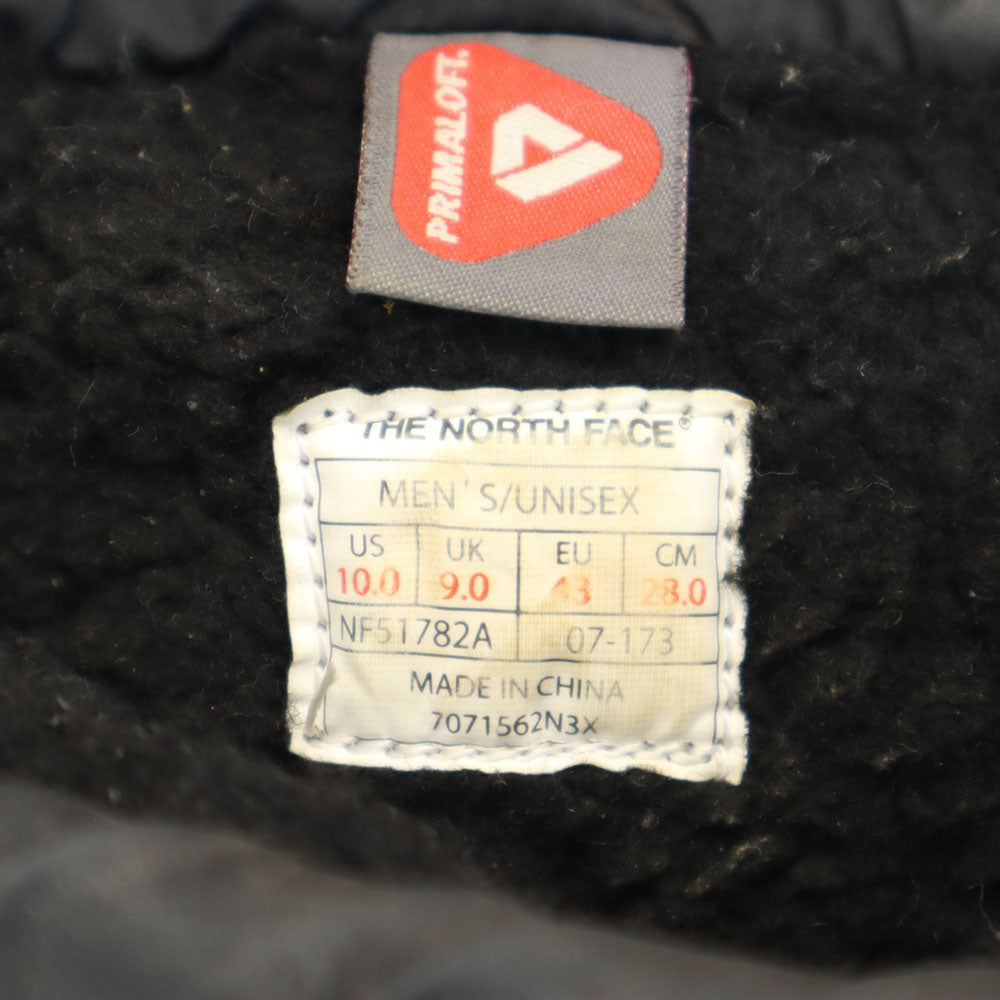 PRIMALOFT.
THE NORTH FACE®
MEN'S/UNISEX
US UK EU CM
10.0 9.0 43 28.0
NF51782A 07-173
MADE IN CHINA
7071562N3X